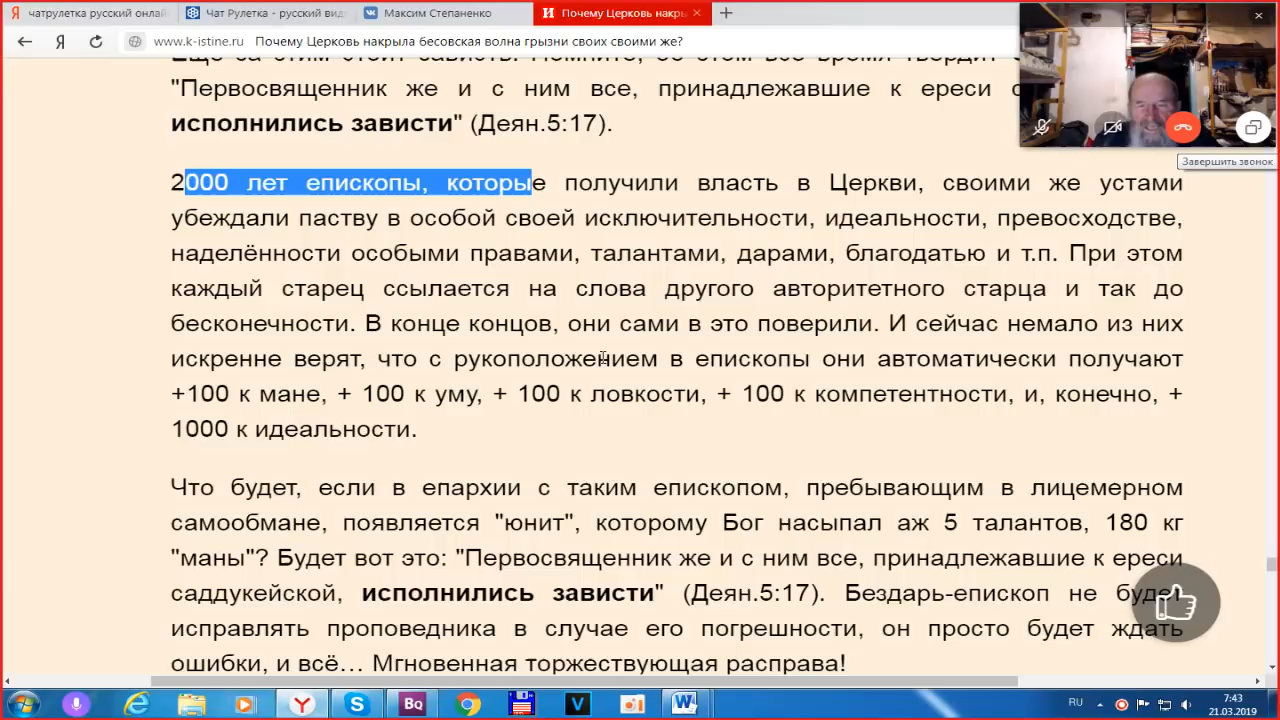 чатрулетка русский онлай
Чат Рулетка - русский вид
Максим Степаненко
Почему Церковь накры
www.k-istine.ru Почему Церковь накрыла бесовская волна грызни своих своими же?
"Первосвященник же и с ним все, принадлежавшие к ереси с
исполнились зависти" (Деян.5:17).
Завершить звонок
2000 лет епископы, которые получили власть в Церкви, своими же устами
убеждали паству в особой своей исключительности, идеальности, превосходстве,
наделённости особыми правами, талантами, дарами, благодатью и т.п. При этом
каждый старец ссылается на слова другого авторитетного старца и так до
бесконечности. В конце концов, они сами в это поверили. И сейчас немало из них
искренне верят, что с рукоположением в епископы они автоматически получают
+100 к мане, + 100 к уму, + 100 к ловкости, + 100 к компетентности, и, конечно, +
1000 к идеальности.
Что будет, если в епархии с таким епископом, пребывающим в лицемерном
самообмане, появляется "юнит", которому Бог насыпал аж 5 талантов, 180 кг
"маны"? Будет вот это: "Первосвященник же и с ним все, принадлежавшие к ереси
саддукейской, исполнились зависти" (Деян.5:17). Бездарь-епископ не будет
исправлять проповедника в случае его погрешности, он просто будет ждать
ошибки, и всё… Мгновенная торжествующая расправа!
RU
7:43
21.03.2019